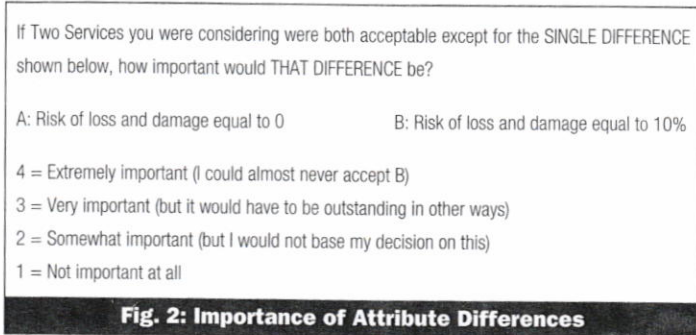 If Two Services you were considering were both acceptable except for the SINGLE DIFFERENCE
shown below, how important would THAT DIFFERENCE be?
A: Risk of loss and damage equal to 0 B: Risk of loss and damage equal to 10%
4 = Extremely important (I could almost never accept B)
3 = Very important (but it would have to be outstanding in other ways)
2 = Somewhat important (but I would not base my decision on this)
1 = Not important at all
Fig. 2: Importance of Attribute Differences